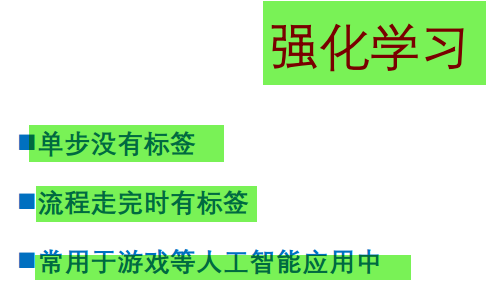 强化学习
单步没有标签
流程走完时有标签
常用于游戏等人工智能应用中